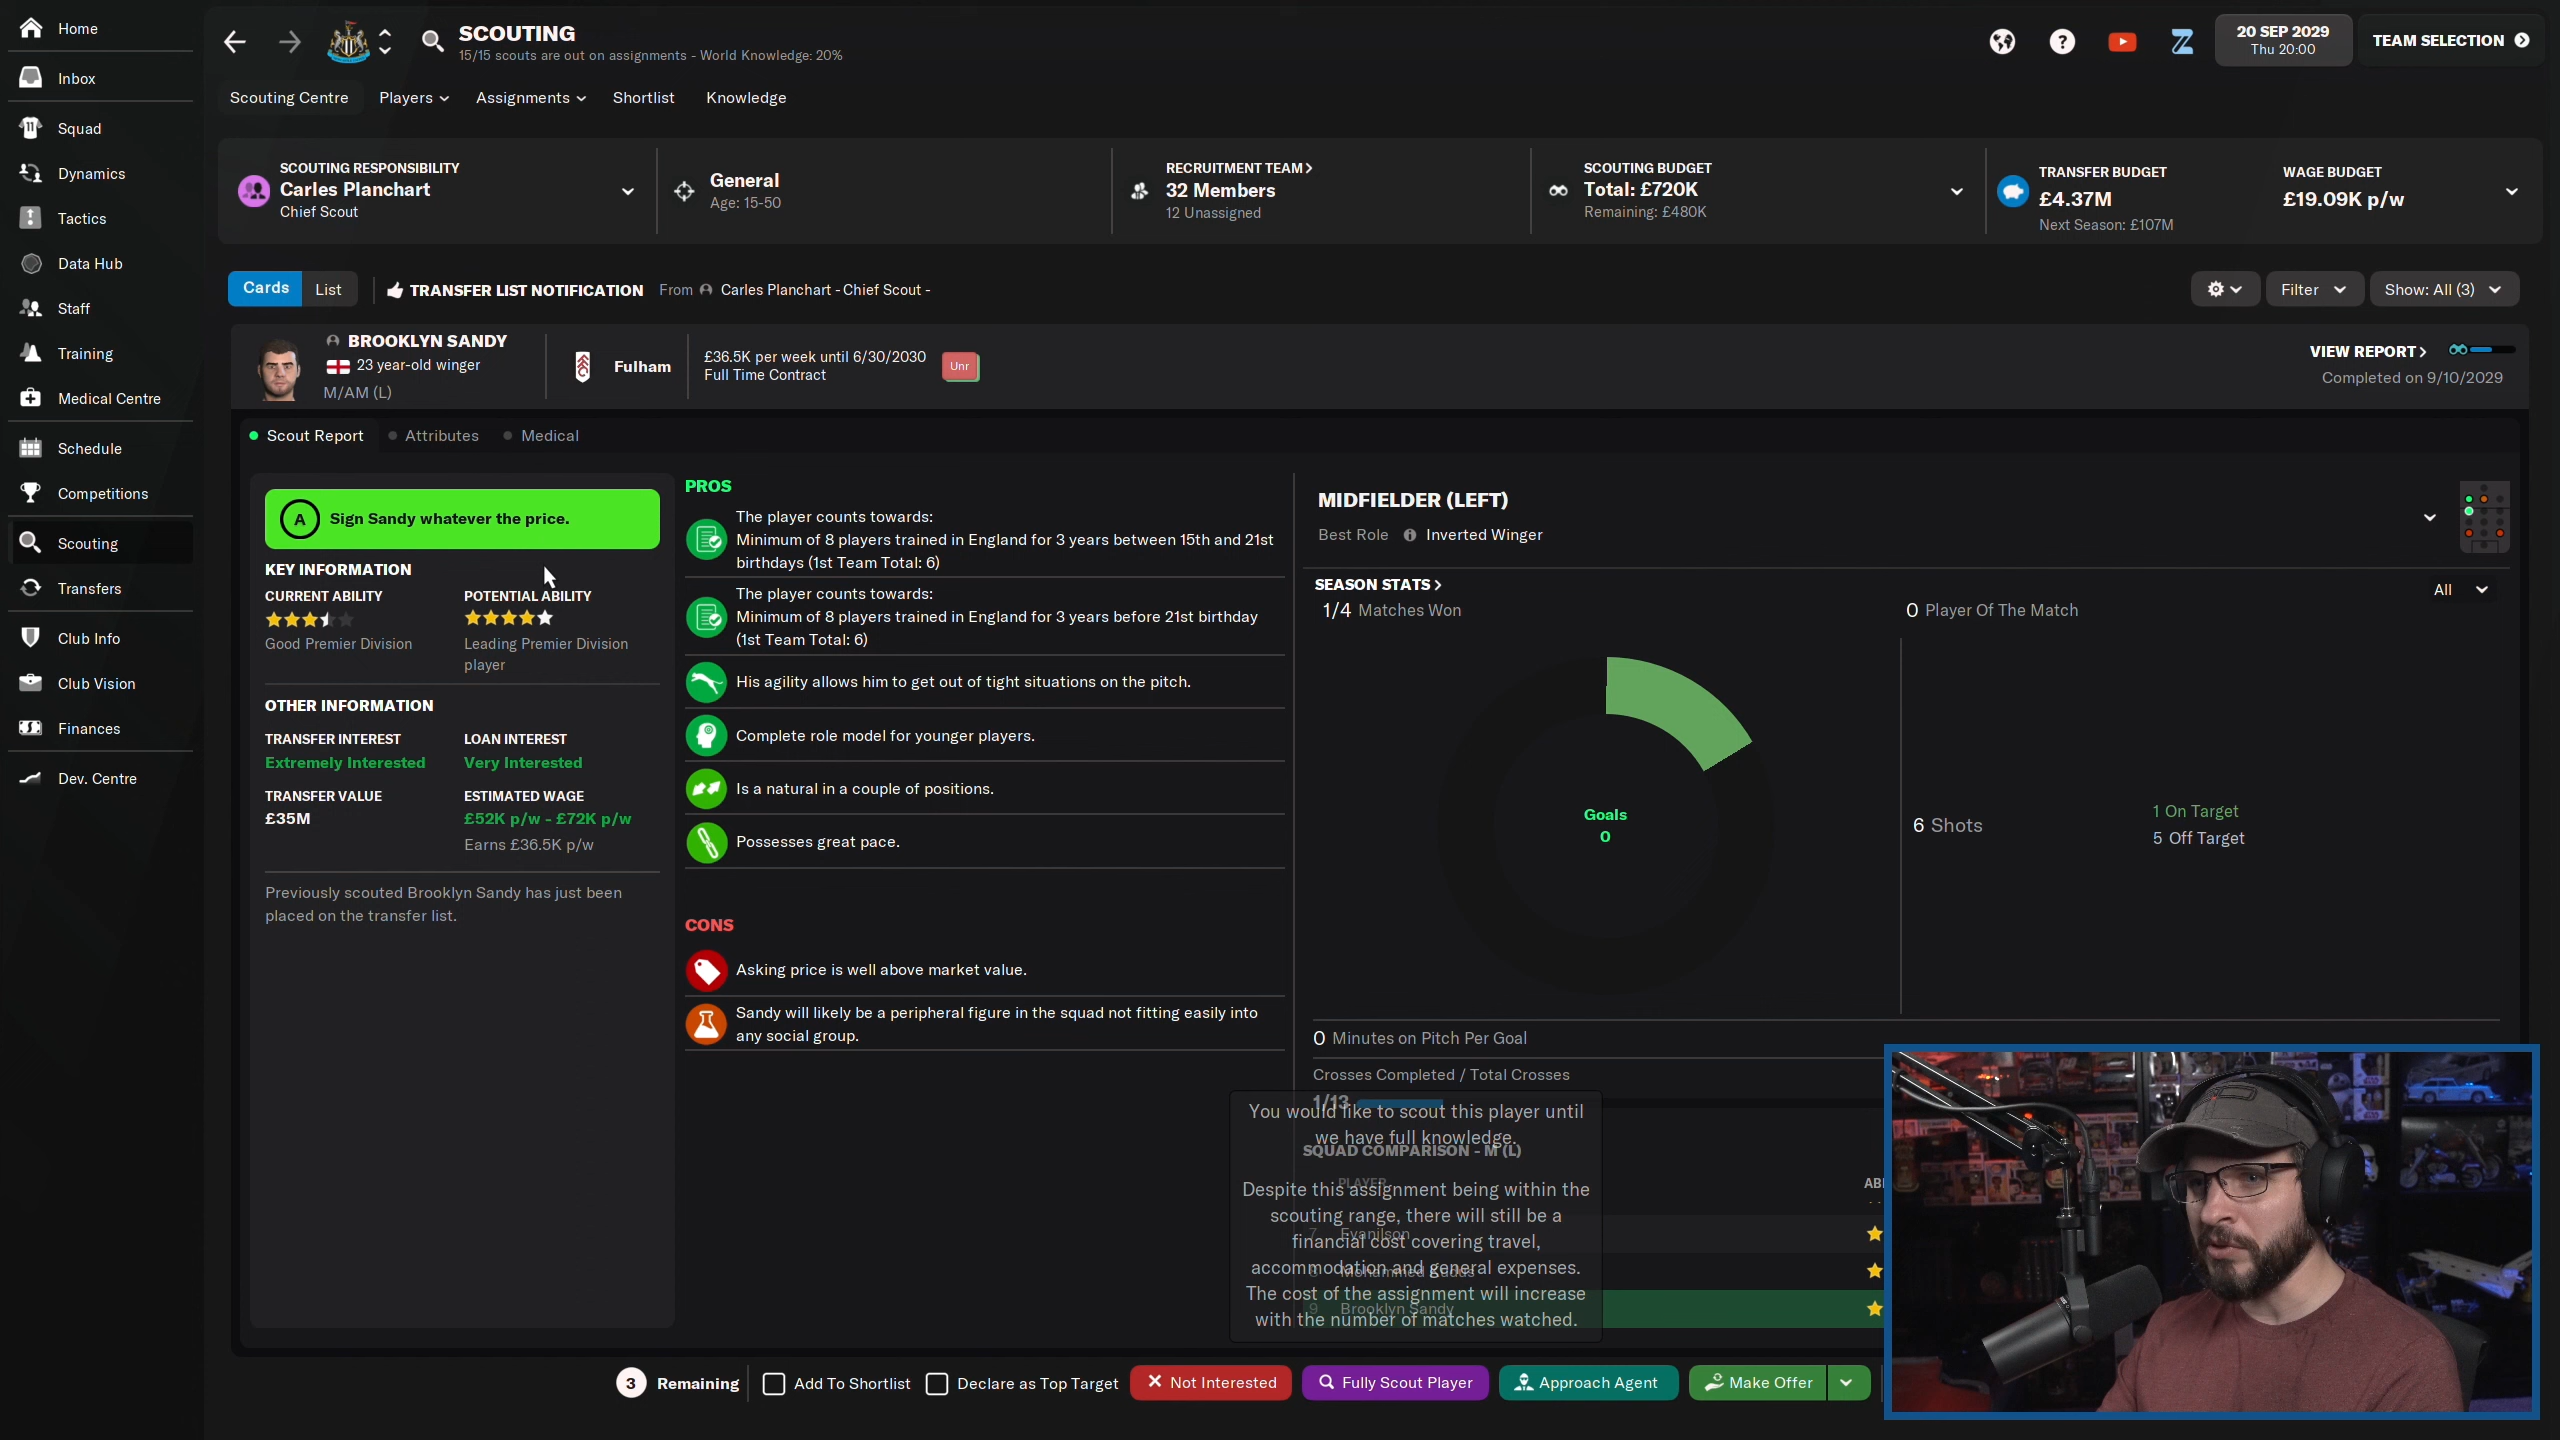 Home
Inbox
Squad
Dynamics
Tactics
Data Hub
Staff
Training
Medical Centre
Schedule
Competitions
Scouting
Transfers
Club Info
Club Vision
Finances
Dev. Centre
SCOUTING
15/15 scouts are out on assignments - World Knowledge: 20%
20 SEP 2029
Thu 20:00
TEAM SELECTION
Scouting Centre
Players
Assignments
Shortlist
Knowledge
SCOUTING RESPONSIBILITY
Carles Planchart
Chief Scout
General
Age: 15-50
RECRUITMENT TEAM
32 Members
12 Unassigned
SCOUTING BUDGET
Total: £720K
Remaining: £480K
TRANSFER BUDGET
£4.37M
Next Season: £107M
WAGE BUDGET
£19.09K p/w
Cards
List
TRANSFER LIST NOTIFICATION From Carles Planchart - Chief Scout -
Filter
Show: All (3)
BROOKLYN SANDY
23 year-old winger
M/AM (L)
Fulham
£36.5K per week until 6/30/2030
Full Time Contract
Unr
VIEW REPORT
Completed on 9/10/2029
Scout Report
Attributes
Medical
A Sign Sandy whatever the price.
KEY INFORMATION
CURRENT ABILITY
Good Premier Division
POTENTIAL ABILITY
Leading Premier Division
player
OTHER INFORMATION
TRANSFER INTEREST
Extremely Interested
LOAN INTEREST
Very Interested
TRANSFER VALUE
£35M
ESTIMATED WAGE
£52K p/w - £72K p/w
Earns £36.5K p/w
Previously scouted Brooklyn Sandy has just been
placed on the transfer list.
PROS
The player counts towards:
Minimum of 8 players trained in England for 3 years between 15th and 21st
birthdays (1st Team Total: 6)
The player counts towards:
Minimum of 8 players trained in England for 3 years before 21st birthday
(1st Team Total: 6)
His agility allows him to get out of tight situations on the pitch.
Complete role model for younger players.
Is a natural in a couple of positions.
Possesses great pace.
CONS
Asking price is well above market value.
Sandy will likely be a peripheral figure in the squad not fitting easily into
any social group.
MIDFIELDER (LEFT)
Best Role Inverted Winger
SEASON STATS
All
1/4 Matches Won
0 Player Of The Match
Goals
0
6 Shots
1 On Target
5 Off Target
0 Minutes on Pitch Per Goal
Crosses Completed / Total Crosses
1/13
SQUAD COMPARISON - M (L)
PLAYER
7 Evanilson
8 Mohammed Kudus
9 Brooklyn Sandy
You would like to scout this player until
we have full knowledge.
Despite this assignment being within the
scouting range, there will still be a
financial cost covering travel,
accommodation and general expenses.
The cost of the assignment will increase
with the number of matches watched.
3 Remaining
Add To Shortlist
Declare as Top Target
Not Interested
Fully Scout Player
Approach Agent
Make Offer